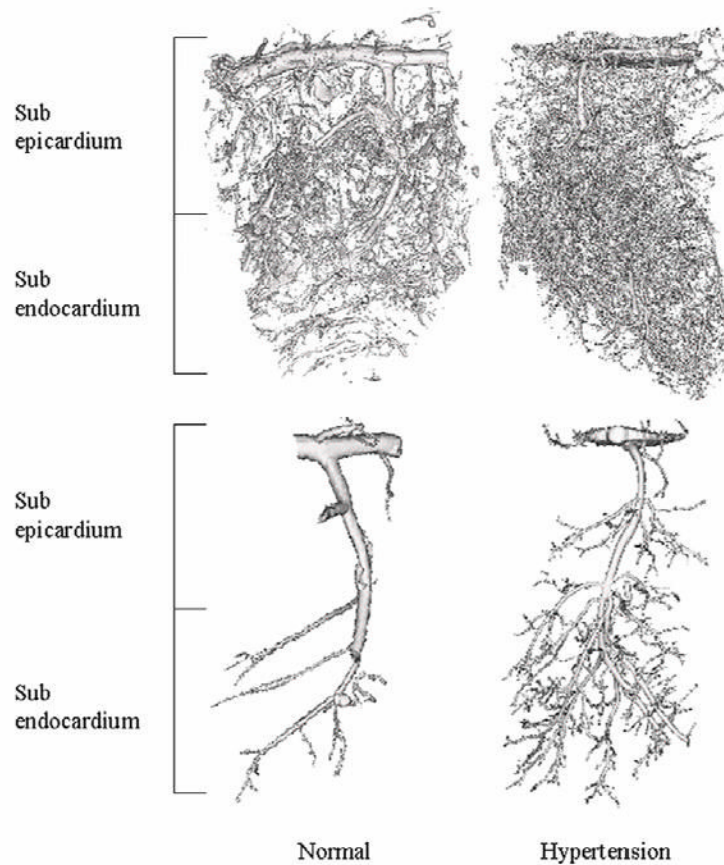 Sub
epicardium
Sub
endocardium
Sub
epicardium
Sub
endocardium
Normal
Hypertension